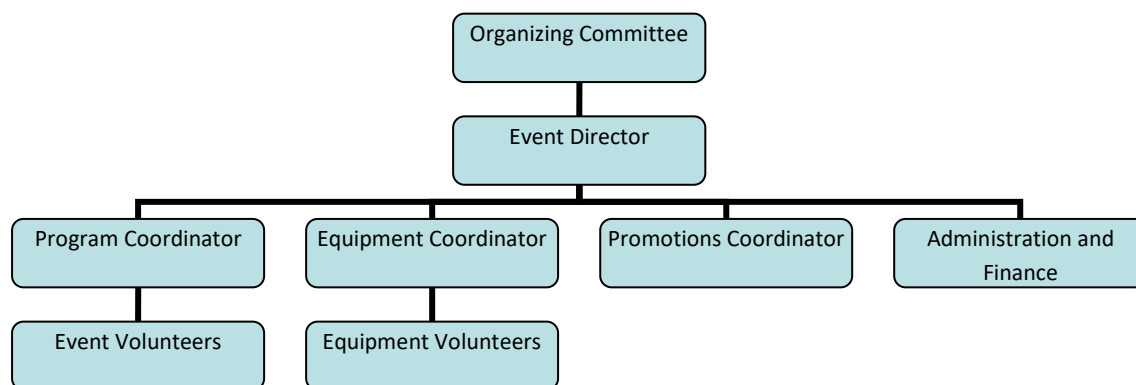 Organizing Committee
Event Director
Program Coordinator
Equipment Coordinator
Promotions Coordinator
Administration and
Finance
Event Volunteers
Equipment Volunteers